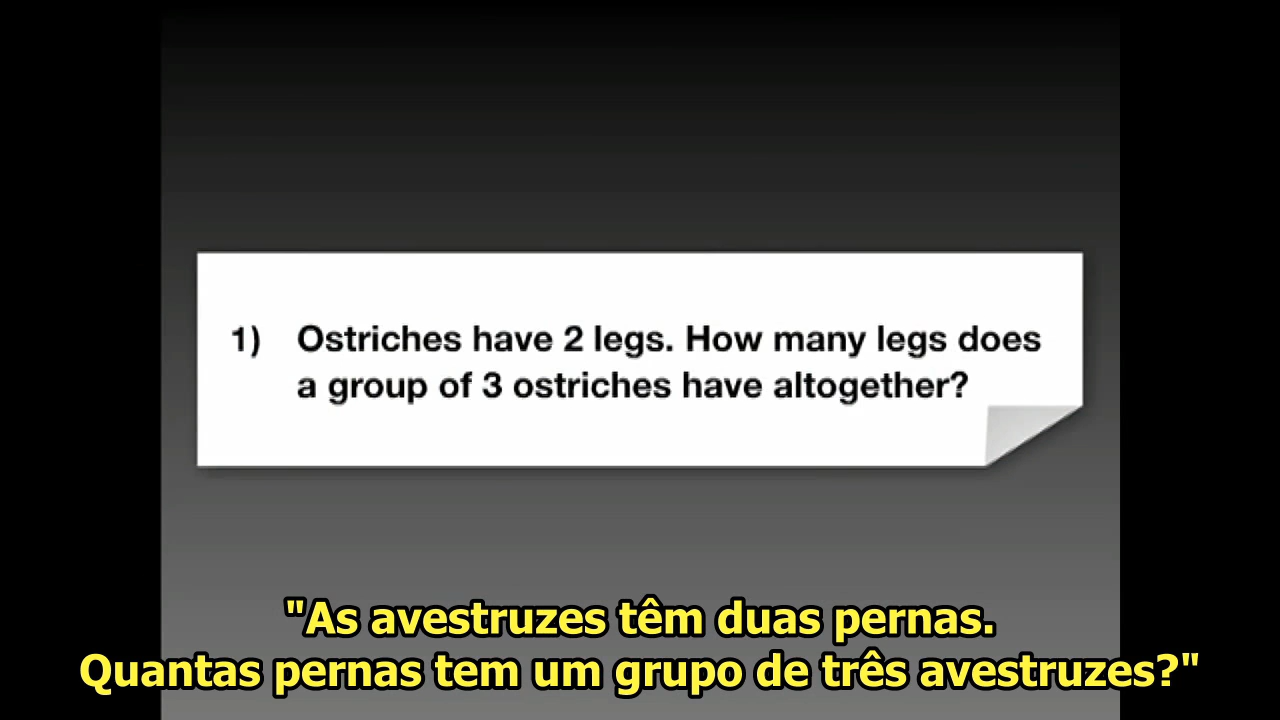 1) Ostriches have 2 legs. How many legs does
a group of 3 ostriches have altogether?
"As avestruzes têm duas pernas.
Quantas pernas tem um grupo de três avestruzes?"